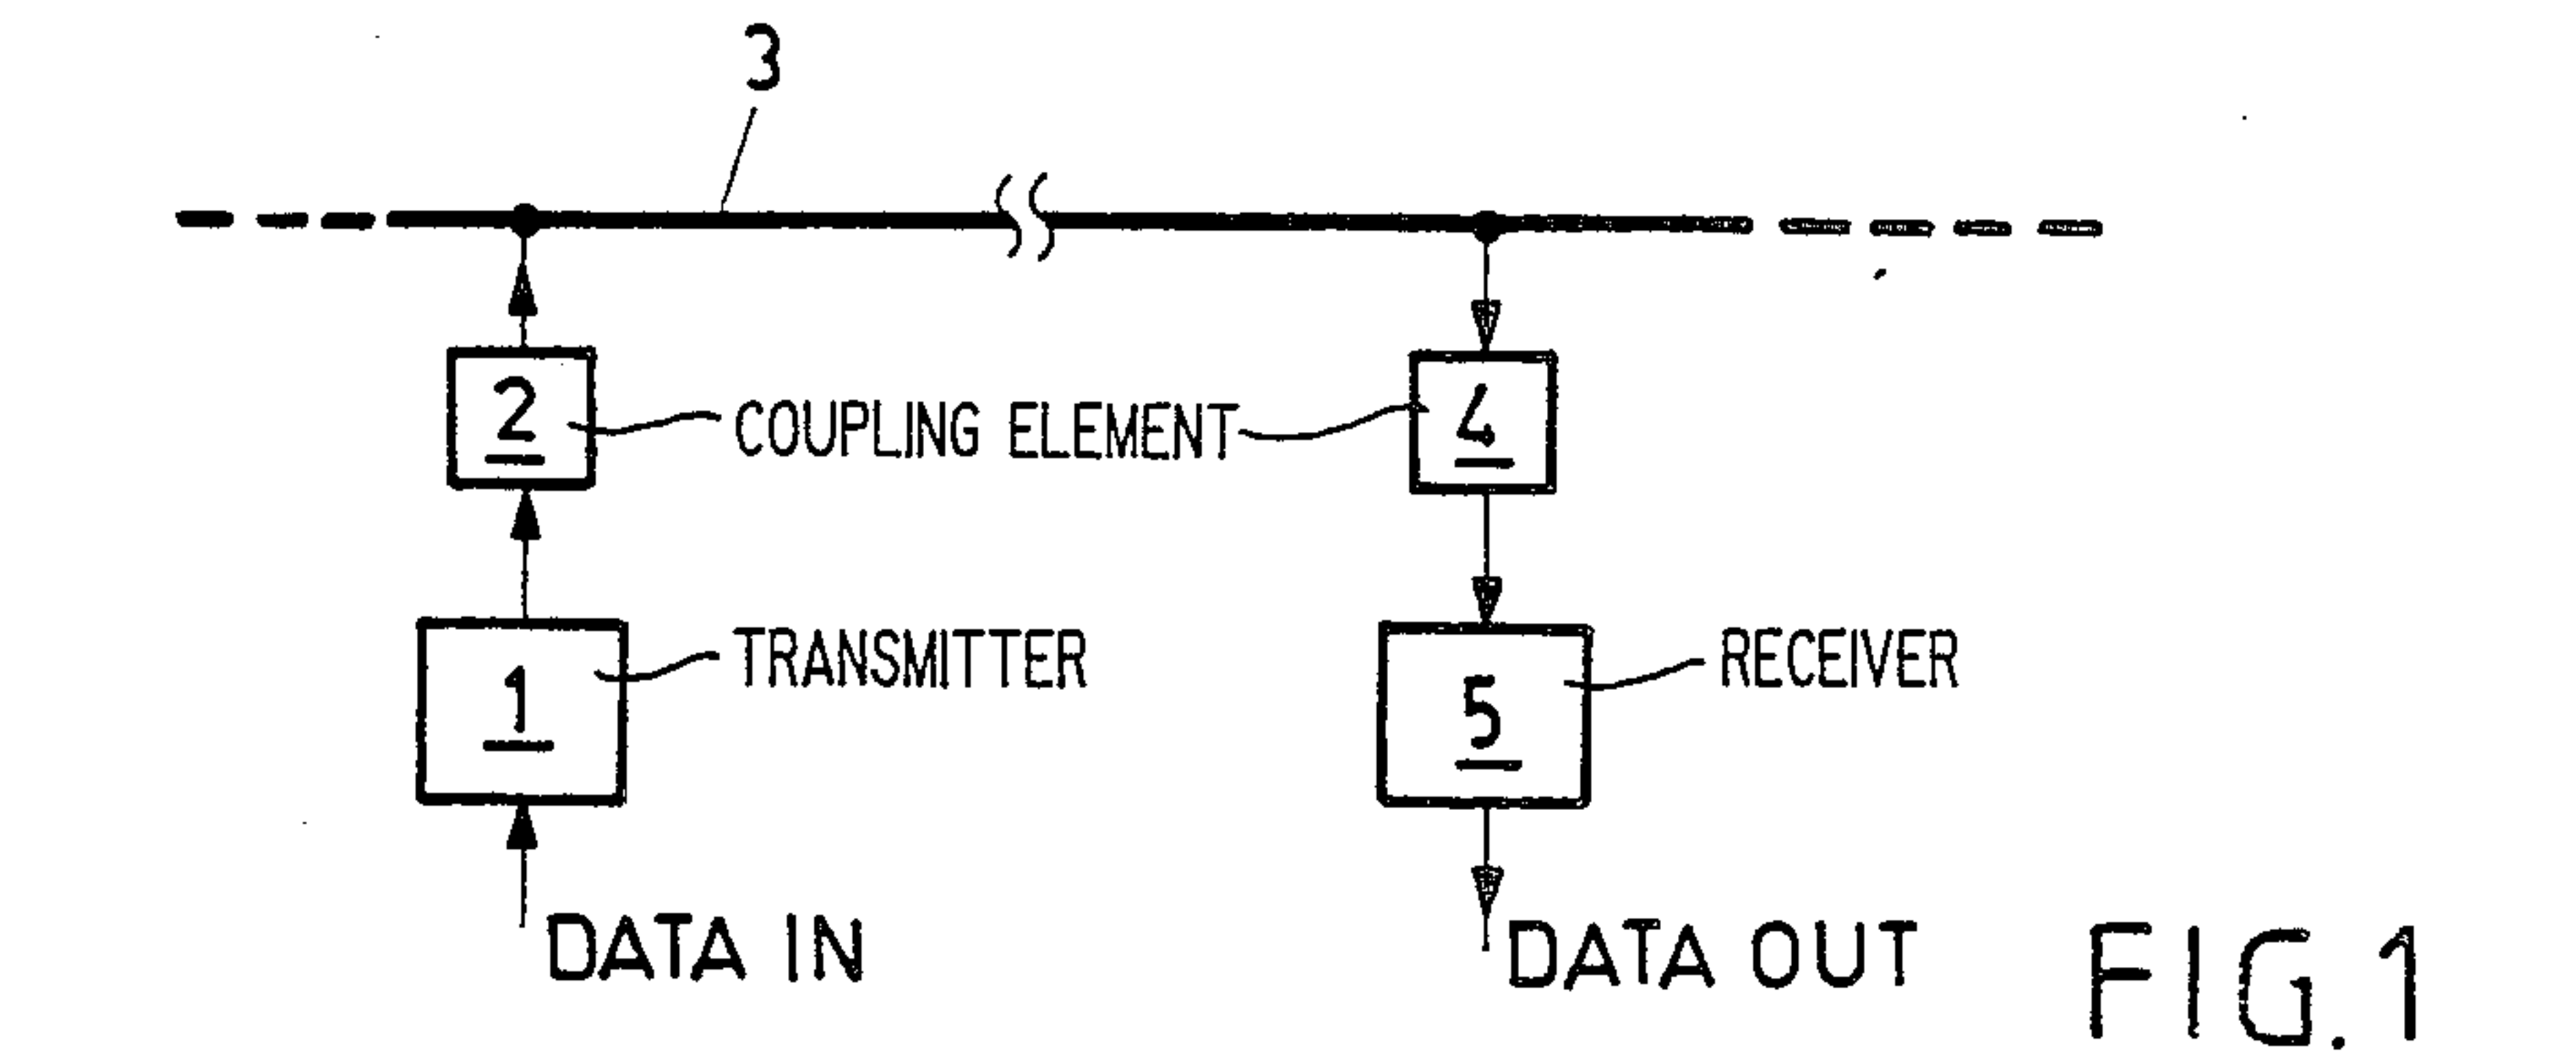 3
2
COUPLING ELEMENT
4
1
TRANSMITTER
5
RECEIVER
DATA IN
DATA OUT
FIG. 1